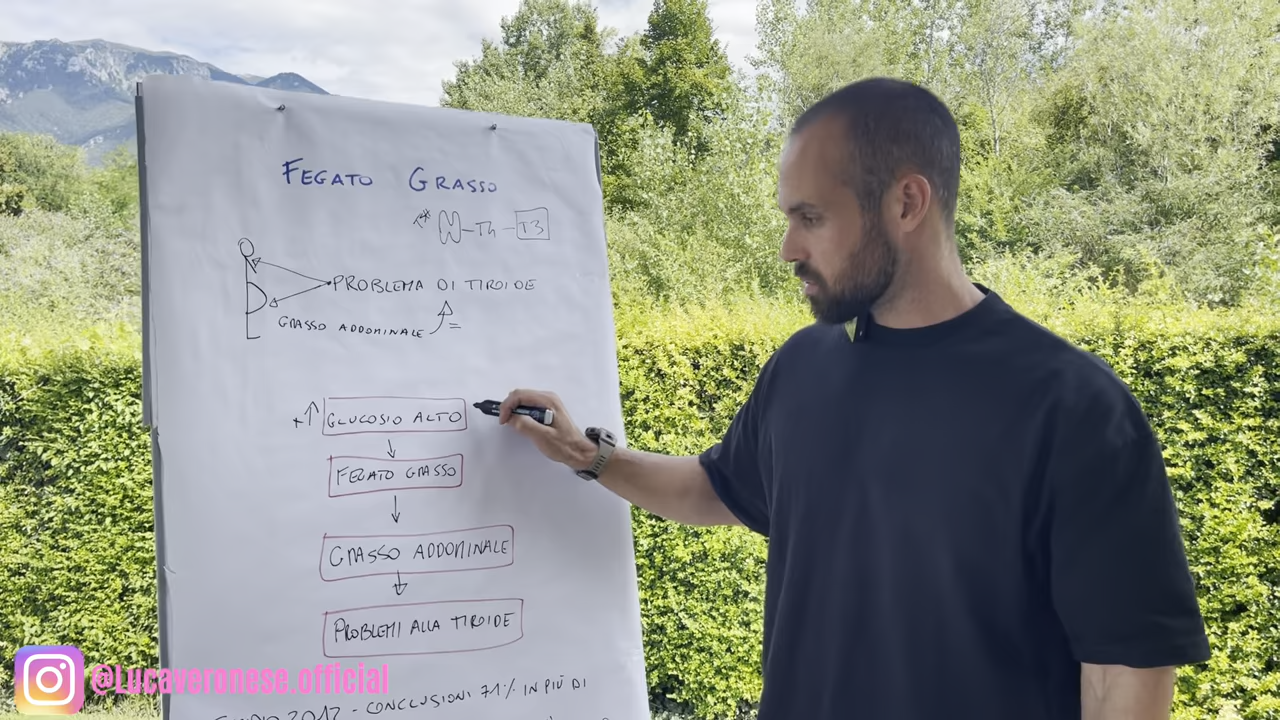 FEGATO GRASSO
T4 - T3
PROBLEMA DI TIROIDE
GRASSO ADDOMINALE =
+↑ GLUCOSIO ALTO
FEGATO GRASSO
GRASSO ADDOMINALE
PROBLEMI ALLA TIROIDE
@Lucaveronese.official
2012 - CONCLUSIONI 71% IN PIÙ DI